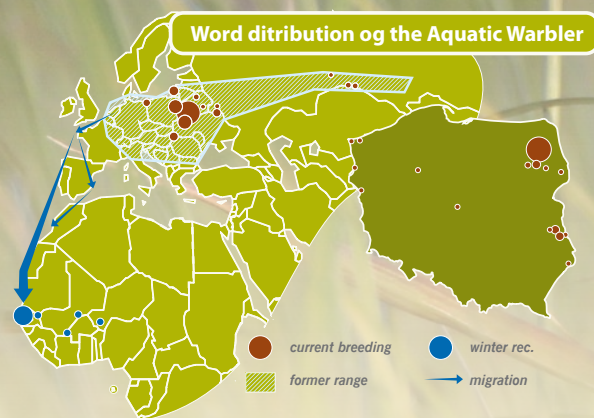 Word ditribution og the Aquatic Warbler
current breeding
winter rec.
former range
migration